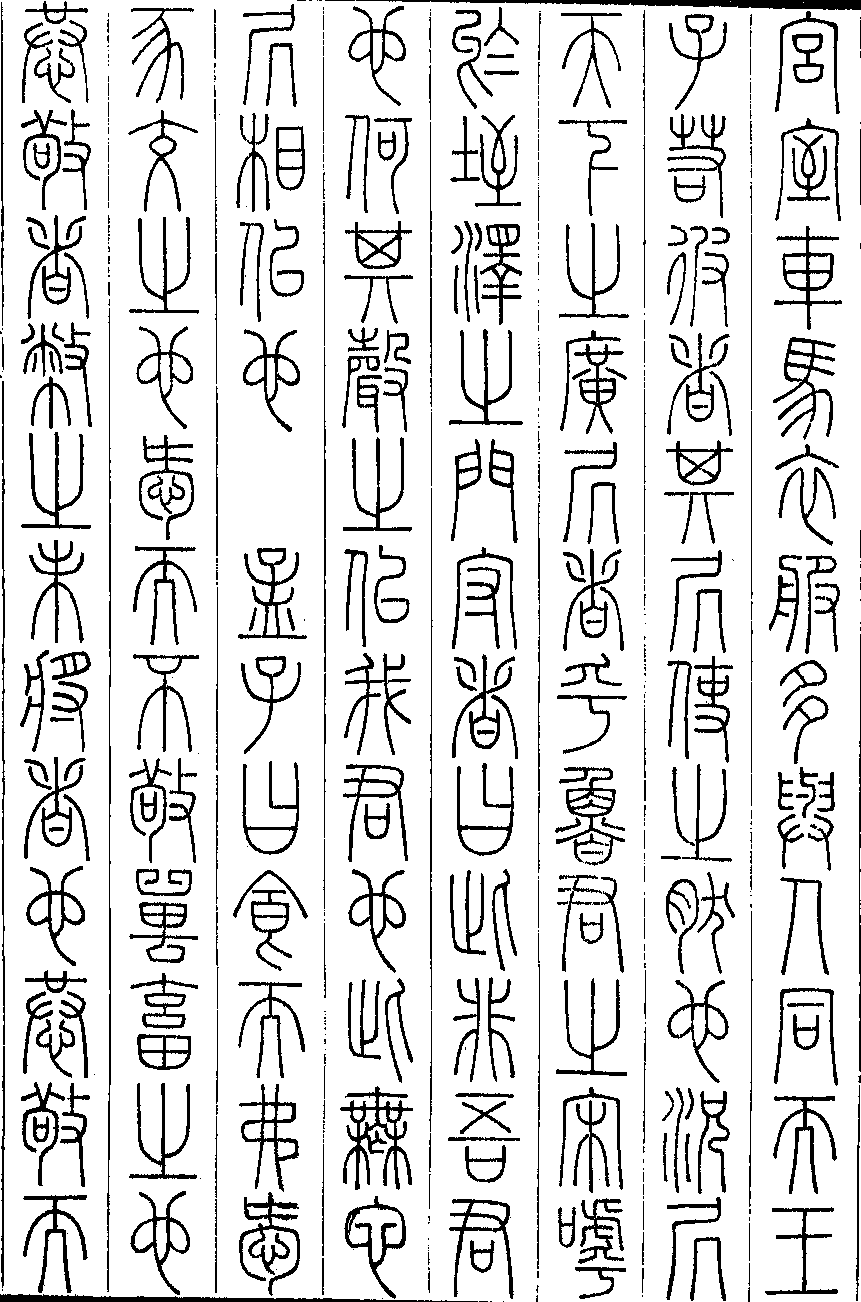 宮室車馬衣服多與人同而王
子若彼者其居使之然也況居
天下之廣居者乎魯君之宋嘑
於垤澤之門守者曰此非吾君
也何其聲之似我君也此無他
居相似也　孟子曰食而弗愛
豕交之也愛而不敬獸畜之也
恭敬者幣之未將者也恭敬而